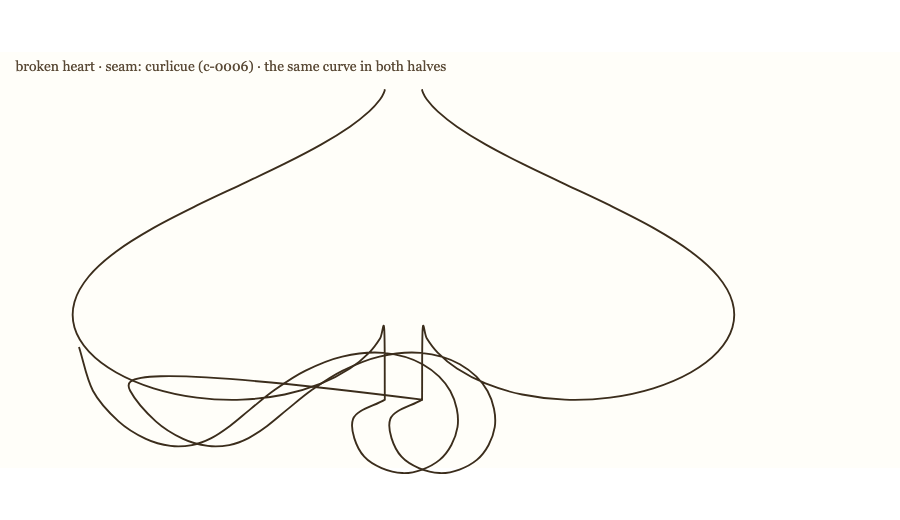 broken heart · seam: curlicue (c-0006) · the same curve in both halves